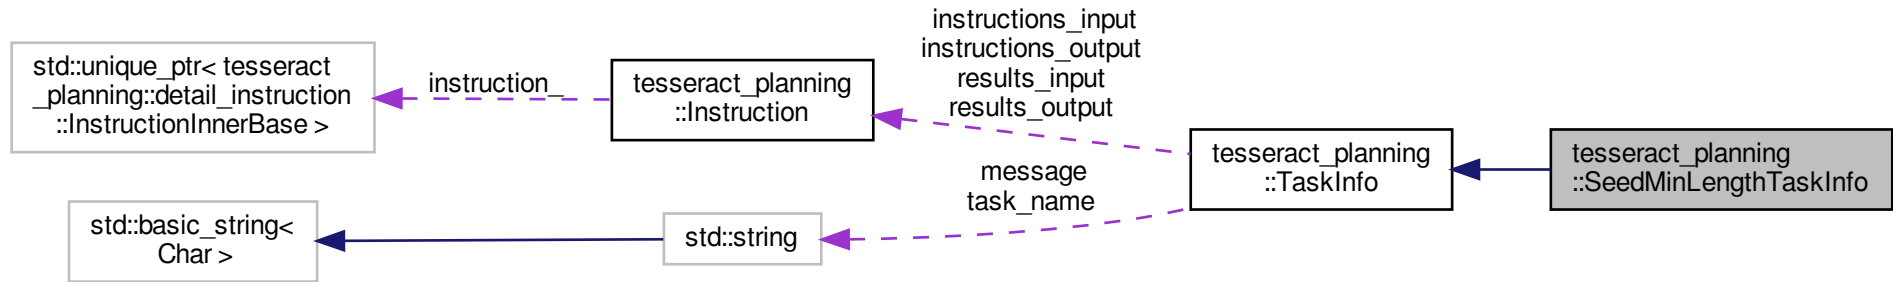 std::unique_ptr< tesseract
_planning::detail_instruction
::InstructionInnerBase >
instruction_
tesseract_planning
::Instruction
instructions_input
instructions_output
results_input
results_output
tesseract_planning
::TaskInfo
tesseract_planning
::SeedMinLengthTaskInfo
message
task_name
std::basic_string<
Char >
std::string